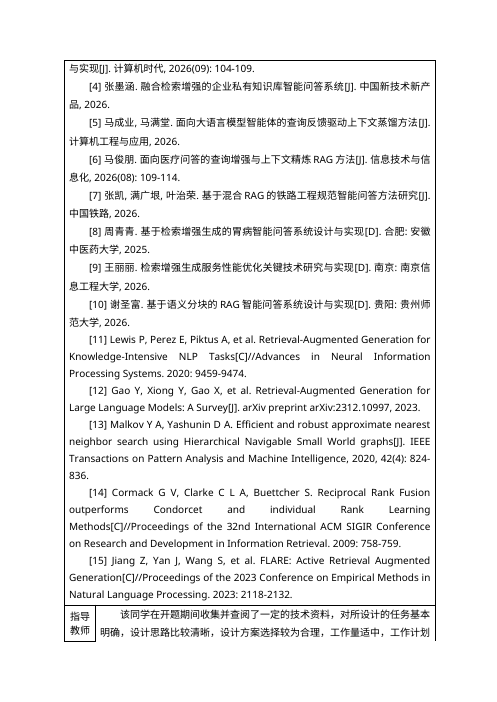 与实现[J]. 计算机时代, 2026(09): 104-109.
[4] 张墨涵. 融合检索增强的企业私有知识库智能问答系统[J]. 中国新技术新产
品, 2026.
[5] 马成业, 马满堂. 面向大语言模型智能体的查询反馈驱动上下文蒸馏方法[J].
计算机工程与应用, 2026.
[6] 马俊朋. 面向医疗问答的查询增强与上下文精炼 RAG 方法[J]. 信息技术与信
息化, 2026(08): 109-114.
[7] 张凯, 满广垠, 叶治荣. 基于混合 RAG 的铁路工程规范智能问答方法研究[J].
中国铁路, 2026.
[8] 周青青. 基于检索增强生成的胃病智能问答系统设计与实现[D]. 合肥: 安徽
中医药大学, 2025.
[9] 王丽丽. 检索增强生成服务性能优化关键技术研究与实现[D]. 南京: 南京信
息工程大学, 2026.
[10] 谢圣富. 基于语义分块的 RAG 智能问答系统设计与实现[D]. 贵阳: 贵州师
范大学, 2026.
[11] Lewis P, Perez E, Piktus A, et al. Retrieval-Augmented Generation for
Knowledge-Intensive NLP Tasks[C]//Advances in Neural Information
Processing Systems. 2020: 9459-9474.
[12] Gao Y, Xiong Y, Gao X, et al. Retrieval-Augmented Generation for
Large Language Models: A Survey[J]. arXiv preprint arXiv:2312.10997, 2023.
[13] Malkov Y A, Yashunin D A. Efficient and robust approximate nearest
neighbor search using Hierarchical Navigable Small World graphs[J]. IEEE
Transactions on Pattern Analysis and Machine Intelligence, 2020, 42(4): 824-
836.
[14] Cormack G V, Clarke C L A, Buettcher S. Reciprocal Rank Fusion
outperforms Condorcet and individual Rank Learning
Methods[C]//Proceedings of the 32nd International ACM SIGIR Conference
on Research and Development in Information Retrieval. 2009: 758-759.
[15] Jiang Z, Yan J, Wang S, et al. FLARE: Active Retrieval Augmented
Generation[C]//Proceedings of the 2023 Conference on Empirical Methods in
Natural Language Processing. 2023: 2118-2132.
指导
教师
该同学在开题期间收集并查阅了一定的技术资料，对所设计的任务基本
明确，设计思路比较清晰，设计方案选择较为合理，工作量适中，工作计划